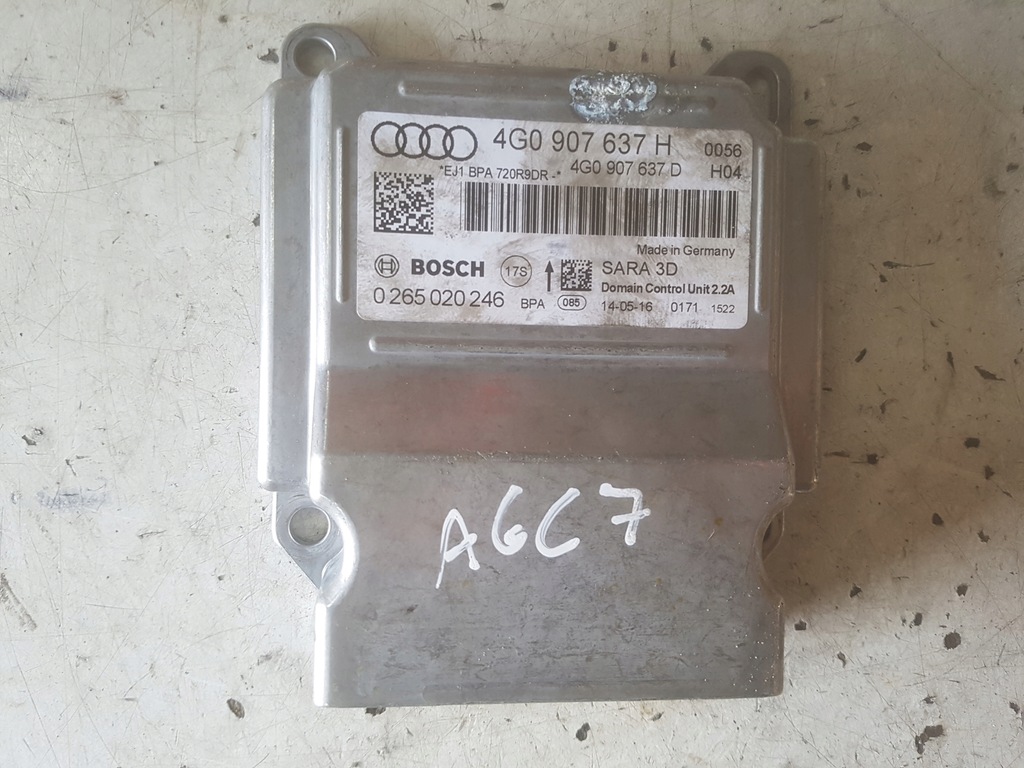 4G0 907 637 H 0056
*EJ1 BPA 720R9DR-* 4G0 907 637 D H04
Made in Germany
BOSCH 17S SARA 3D
Domain Control Unit 2.2A
0 265 020 246 BPA 085 14-05-16 0171 1522
A6C7